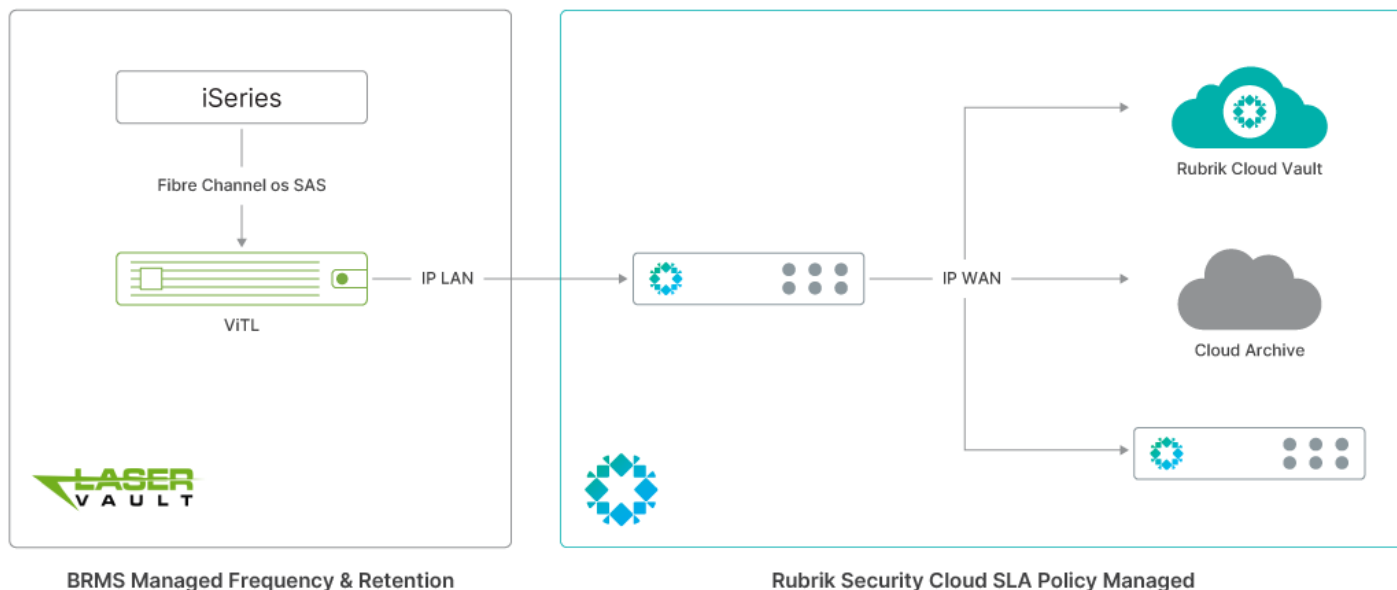 iSeries
Fibre Channel os SAS
ViTL
IP LAN
LASER
VAULT
BRMS Managed Frequency & Retention
IP WAN
Rubrik Cloud Vault
Cloud Archive
Rubrik Security Cloud SLA Policy Managed